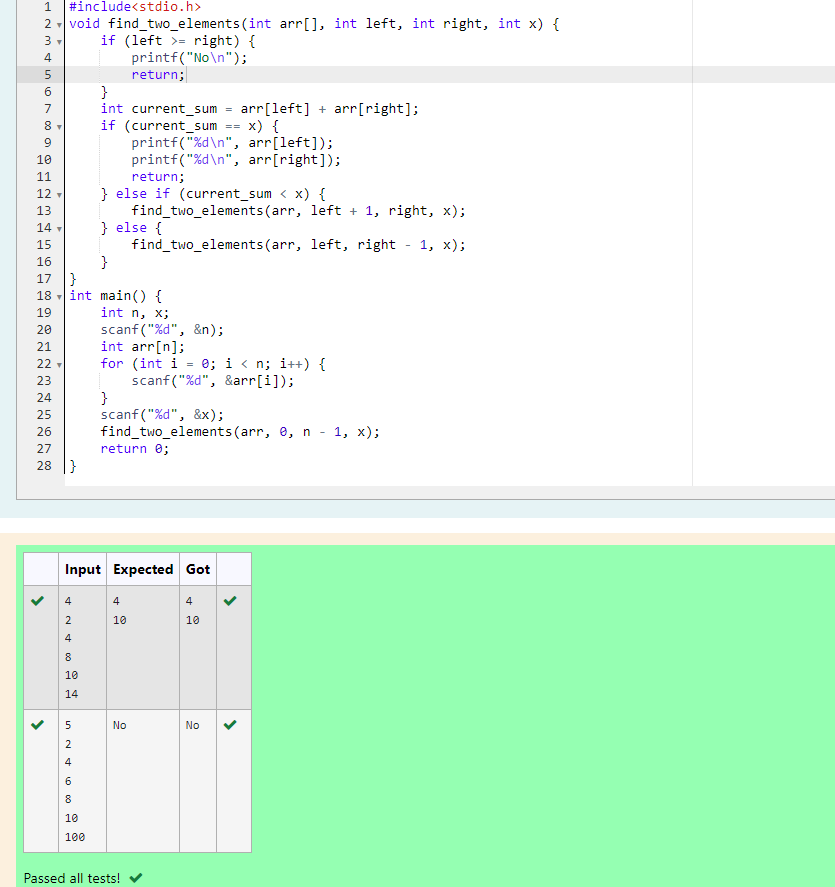 1 #include<stdio.h>
2 void find_two_elements(int arr[], int left, int right, int x) {
3 if (left >= right) {
4 printf("No\n");
5 return;
6 }
7 int current_sum = arr[left] + arr[right];
8 if (current_sum == x) {
9 printf("%d\n", arr[left]);
10 printf("%d\n", arr[right]);
11 return;
12 } else if (current_sum < x) {
13 find_two_elements(arr, left + 1, right, x);
14 } else {
15 find_two_elements(arr, left, right - 1, x);
16 }
17 }
18 int main() {
19 int n, x;
20 scanf("%d", &n);
21 int arr[n];
22 for (int i = 0; i < n; i++) {
23 scanf("%d", &arr[i]);
24 }
25 scanf("%d", &x);
26 find_two_elements(arr, 0, n - 1, x);
27 return 0;
28 }
Input Expected Got
4 4 4
2 10 10
4
8
10
14
5 No No
2
4
6
8
10
100
Passed all tests!